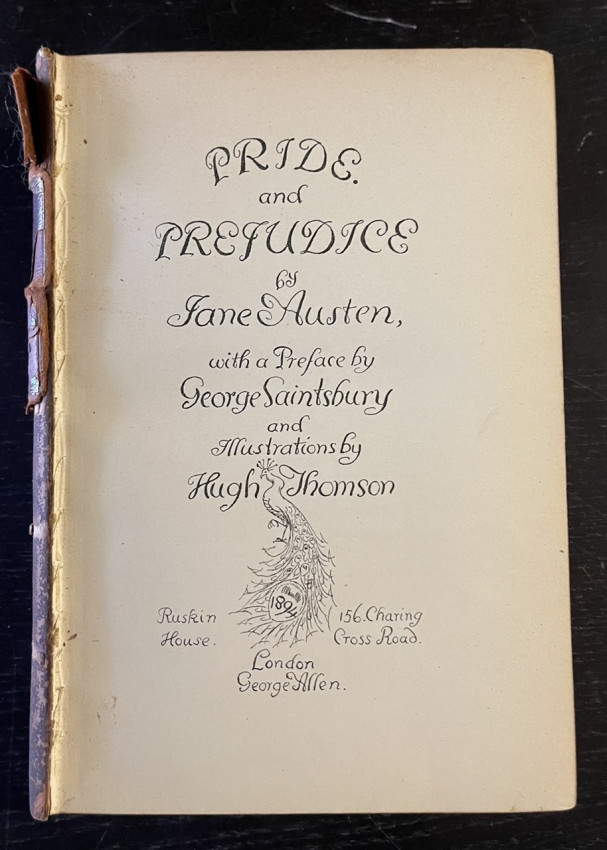 PRIDE.
and
PREJUDICE
by
Jane Austen,
with a Preface by
George Saintsbury
and
Illustrations by
Hugh Thomson
1894
Ruskin House.
156. Charing Cross Road.
London
George Allen.